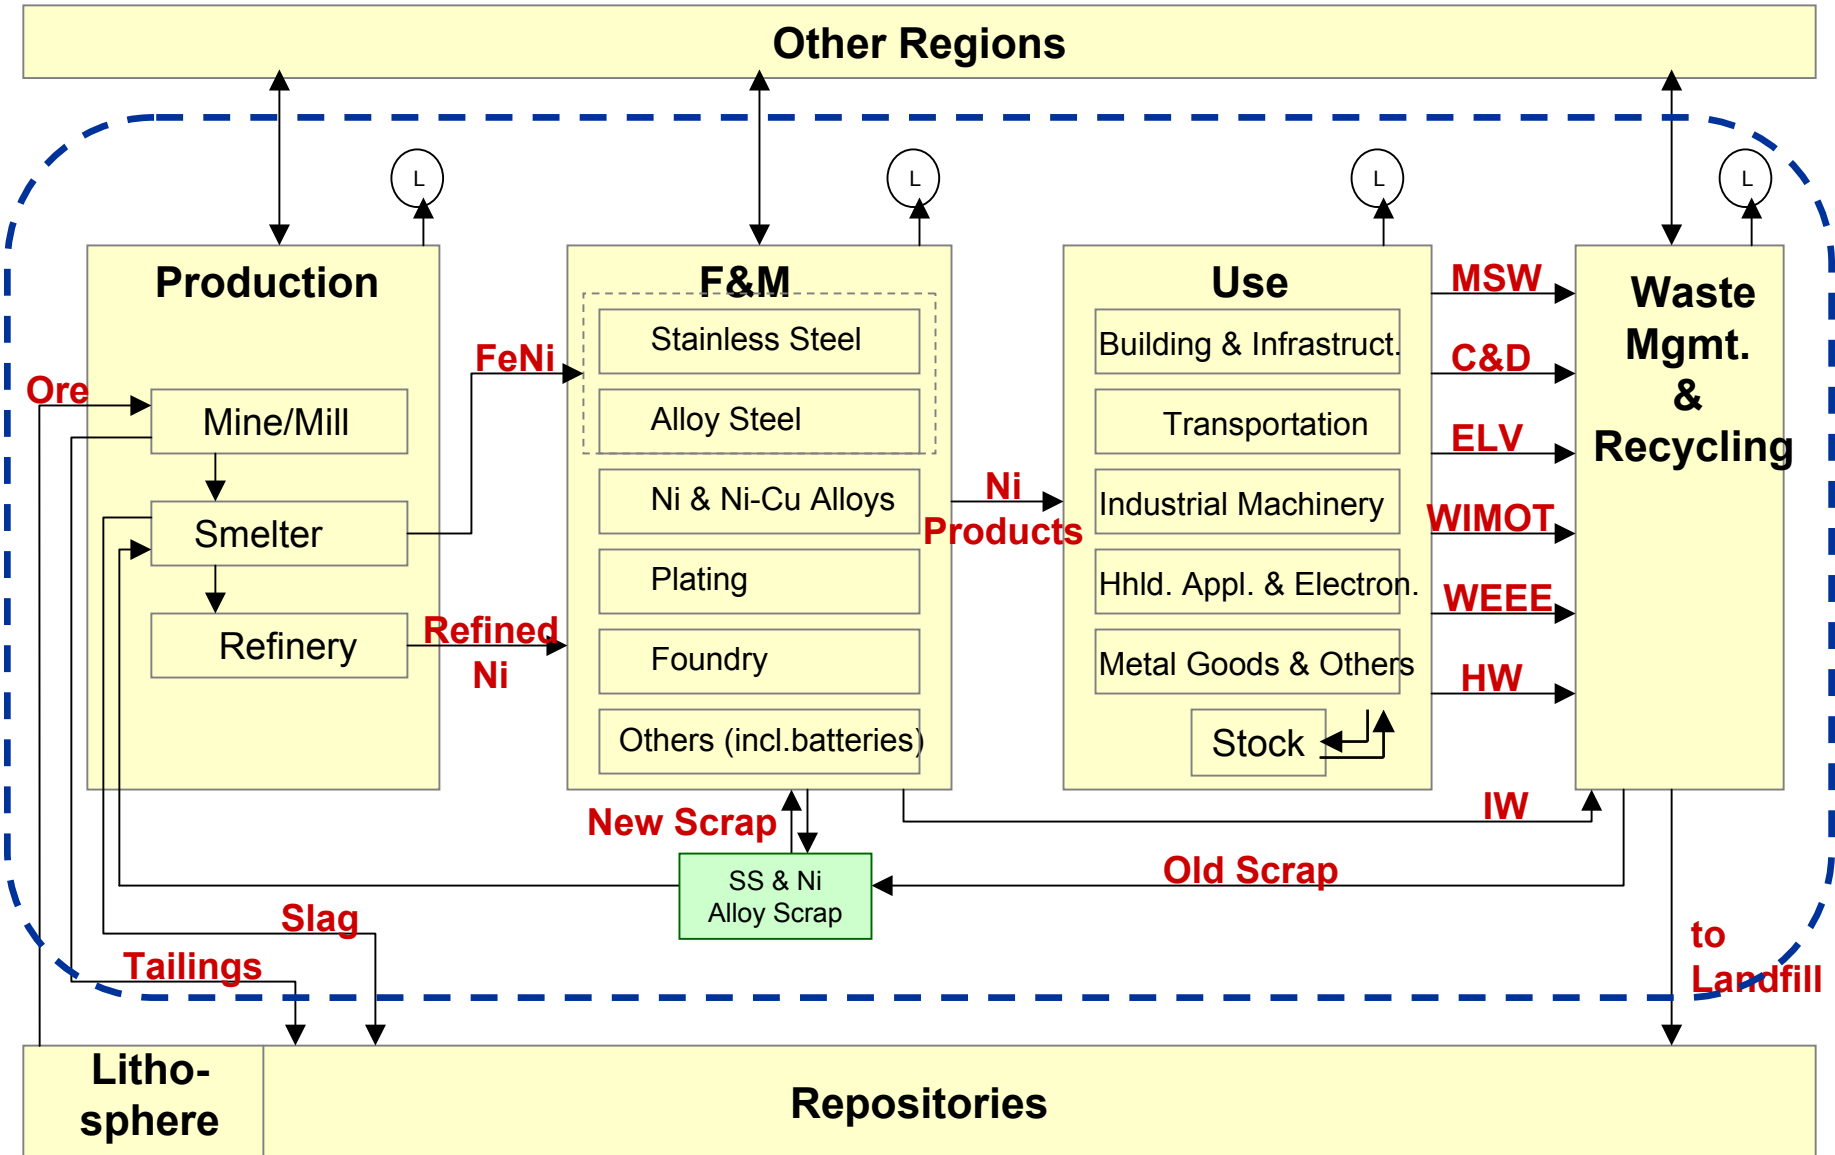 Other Regions
L
L
L
L
Production
F&M
Use
Waste
Mgmt.
&
Recycling
MSW
C&D
ELV
WIMOT
WEEE
HW
Ore
Mine/Mill
Smelter
Refinery
FeNi
Refined
Ni
Stainless Steel
Alloy Steel
Ni & Ni-Cu Alloys
Plating
Foundry
Others (incl.batteries)
Ni
Products
Building & Infrastruct.
Transportation
Industrial Machinery
Hhld. Appl. & Electron.
Metal Goods & Others
Stock
New Scrap
IW
SS & Ni
Alloy Scrap
Old Scrap
Slag
Tailings
to
Landfill
Litho-
sphere
Repositories